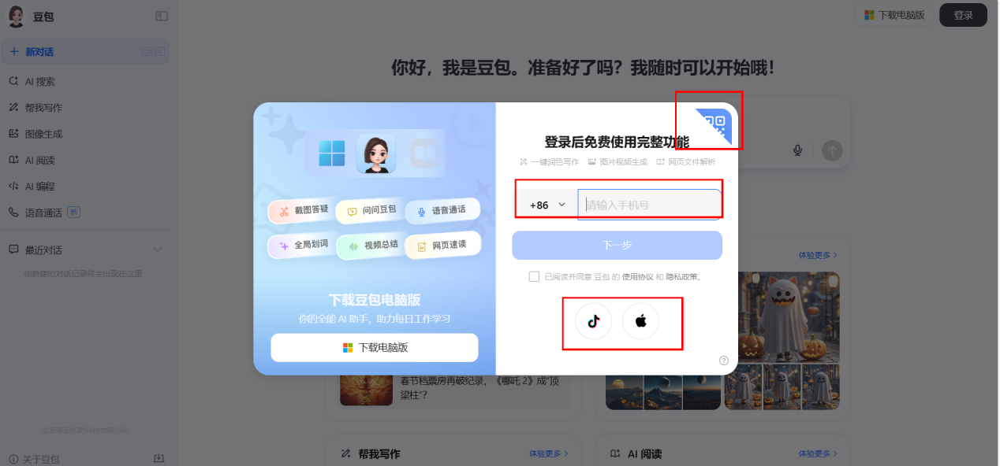 豆包
下载电脑版
登录
新对话
Ctrl K
AI 搜索
帮我写作
图像生成
AI 阅读
AI 编程
语音通话 新
最近对话
你新建的对话记录将会出现在这里
关于豆包
你好，我是豆包。准备好了吗？我随时可以开始哦！
截图答疑
问问豆包
语音通话
全局划词
视频总结
网页速读
下载豆包电脑版
你的全能 AI 助手，助力每日工作学习
下载电脑版
登录后免费使用完整功能
一键润色写作 图片视频生成 网页文件解析
+86
请输入手机号
下一步
已阅读并同意 豆包 的 使用协议 和 隐私政策。
体验更多 >
春节档票房再破纪录，《哪吒 2》成“顶
梁柱”？
帮我写作
体验更多 >
AI 阅读
体验更多 >